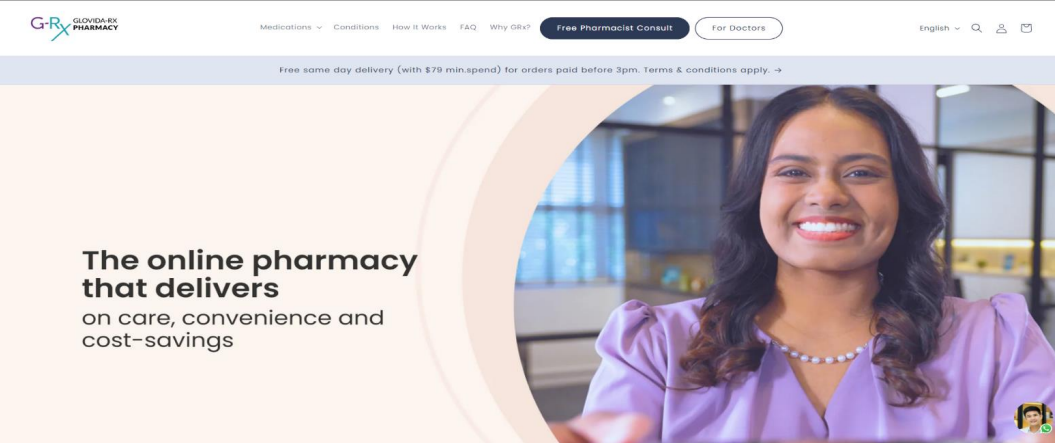 G-Rx GLOVIDA-RX
PHARMACY
Medications
Conditions
How It Works
FAQ
Why GRx?
Free Pharmacist Consult
For Doctors
English
Free same day delivery (with $79 min.spend) for orders paid before 3pm. Terms & conditions apply. →
The online pharmacy
that delivers
on care, convenience and
cost-savings